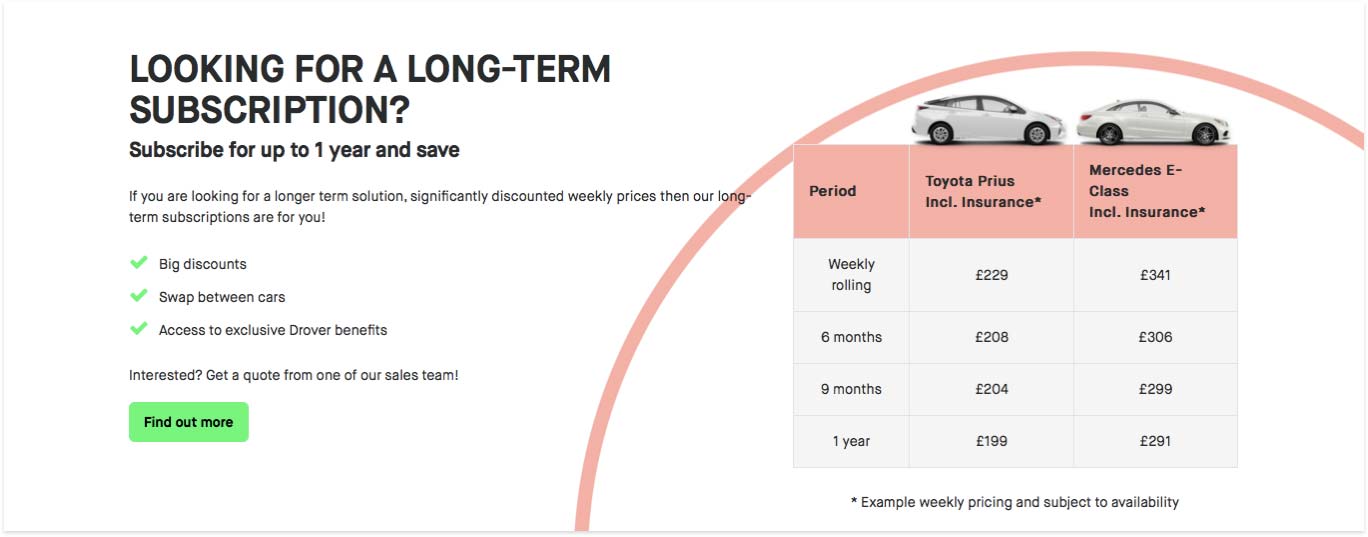 LOOKING FOR A LONG-TERM
SUBSCRIPTION?
Subscribe for up to 1 year and save
If you are looking for a longer term solution, significantly discounted weekly prices then our long-
term subscriptions are for you!
Big discounts
Swap between cars
Access to exclusive Drover benefits
Interested? Get a quote from one of our sales team!
Find out more
Period
Toyota Prius
Incl. Insurance*
Mercedes E-
Class
Incl. Insurance*
Weekly
rolling
£229
£341
6 months
£208
£306
9 months
£204
£299
1 year
£199
£291
* Example weekly pricing and subject to availability